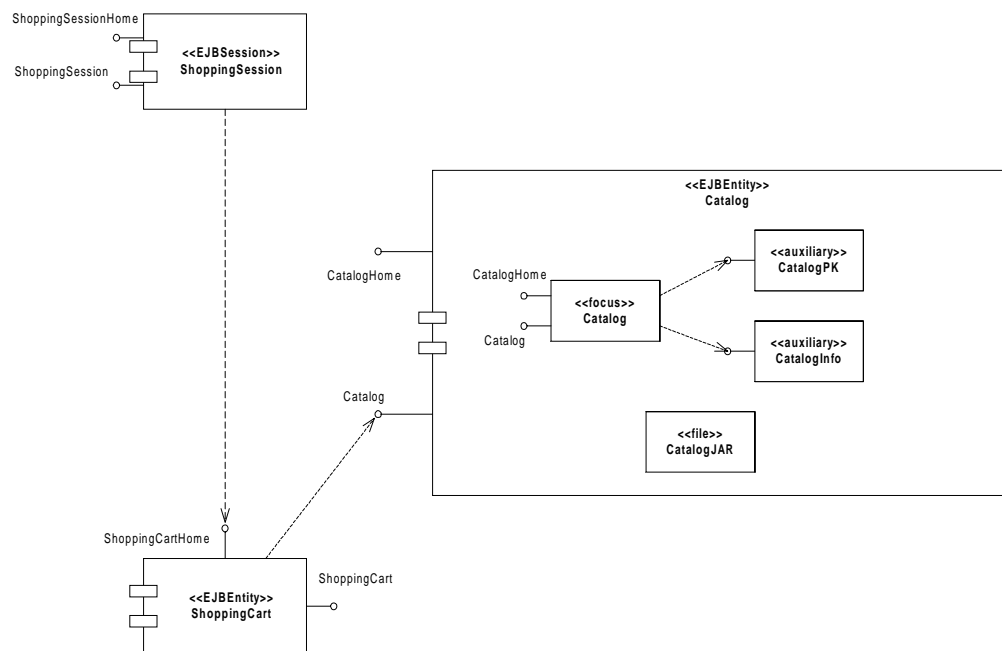 ShoppingSessionHome
<<EJBSession>>
ShoppingSession
ShoppingSession
<<EJBEntity>>
Catalog
<<auxiliary>>
CatalogPK
CatalogHome
CatalogHome
<<focus>>
Catalog
Catalog
<<auxiliary>>
CatalogInfo
Catalog
<<file>>
CatalogJAR
ShoppingCartHome
ShoppingCart
<<EJBEntity>>
ShoppingCart